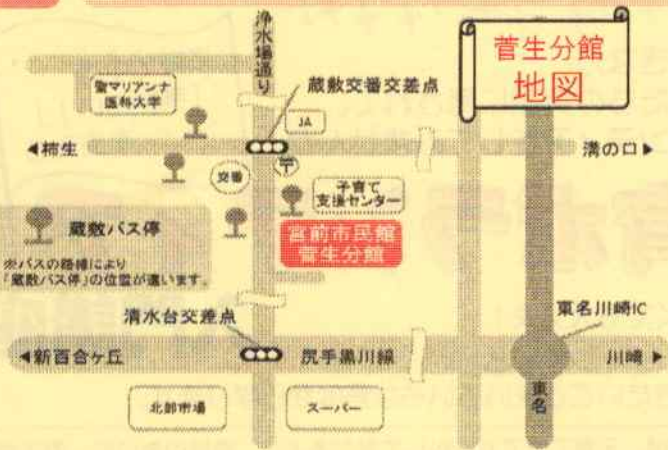 菅生分館
地図
浄水場通り
聖マリアンナ
医科大学
蔵敷交番交差点
JA
◀柿生
溝の口▶
〒
交番
子育て
支援センター
蔵敷バス停
宮前市民館
菅生分館
※バスの路線により
「蔵敷バス停」の位置が違います。
清水台交差点
東名川崎IC
◀新百合ヶ丘
尻手黒川線
川崎▶
東名
北部市場
スーパー